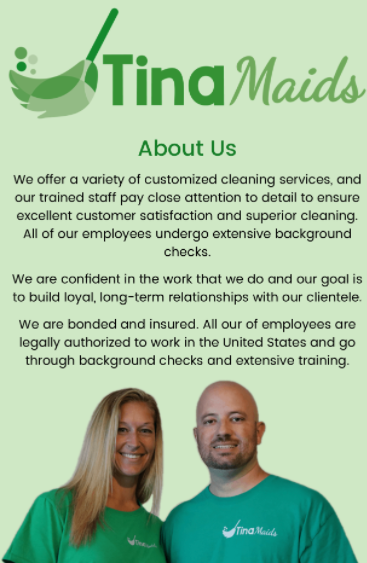 Tina Maids
About Us
We offer a variety of customized cleaning services, and
our trained staff pay close attention to detail to ensure
excellent customer satisfaction and superior cleaning.
All of our employees undergo extensive background
checks.
We are confident in the work that we do and our goal is
to build loyal, long-term relationships with our clientele.
We are bonded and insured. All our of employees are
legally authorized to work in the United States and go
through background checks and extensive training.
TinaMaids
TinaMaids